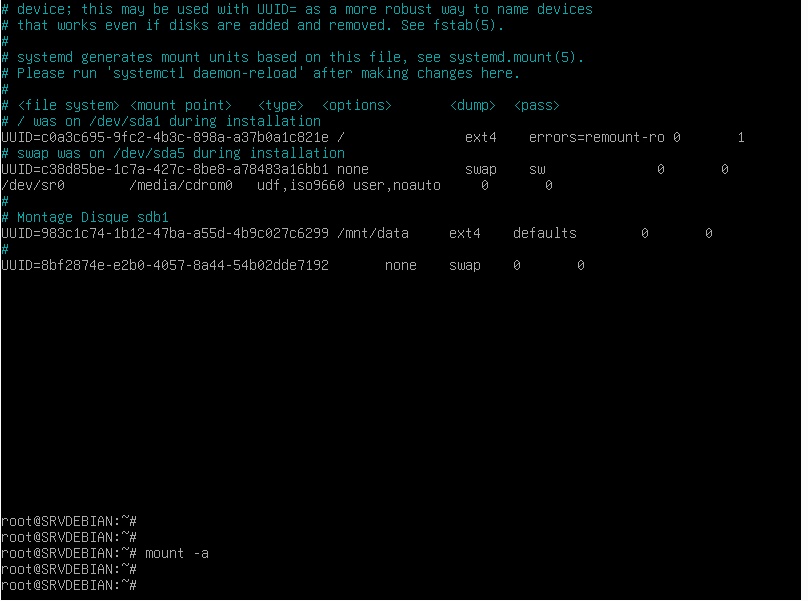 # device; this may be used with UUID= as a more robust way to name devices
# that works even if disks are added and removed. See fstab(5).
#
# systemd generates mount units based on this file, see systemd.mount(5).
# Please run 'systemctl daemon-reload' after making changes here.
#
# <file system> <mount point>   <type>  <options>       <dump>  <pass>
# / was on /dev/sda1 during installation
UUID=c0a3c695-9fc2-4b3c-898a-a37b0a1c821e /               ext4    errors=remount-ro 0       1
# swap was on /dev/sda5 during installation
UUID=c38d85be-1c7a-427c-8be8-a78483a16bb1 none            swap    sw              0       0
/dev/sr0        /media/cdrom0   udf,iso9660 user,noauto     0       0
#
# Montage Disque sdb1
UUID=983c1c74-1b12-47ba-a55d-4b9c027c6299 /mnt/data     ext4    defaults        0       0
#
UUID=8bf2874e-e2b0-4057-8a44-54b02dde7192       none    swap    0       0
root@SRVDEBIAN:~#
root@SRVDEBIAN:~#
root@SRVDEBIAN:~# mount -a
root@SRVDEBIAN:~#
root@SRVDEBIAN:~#